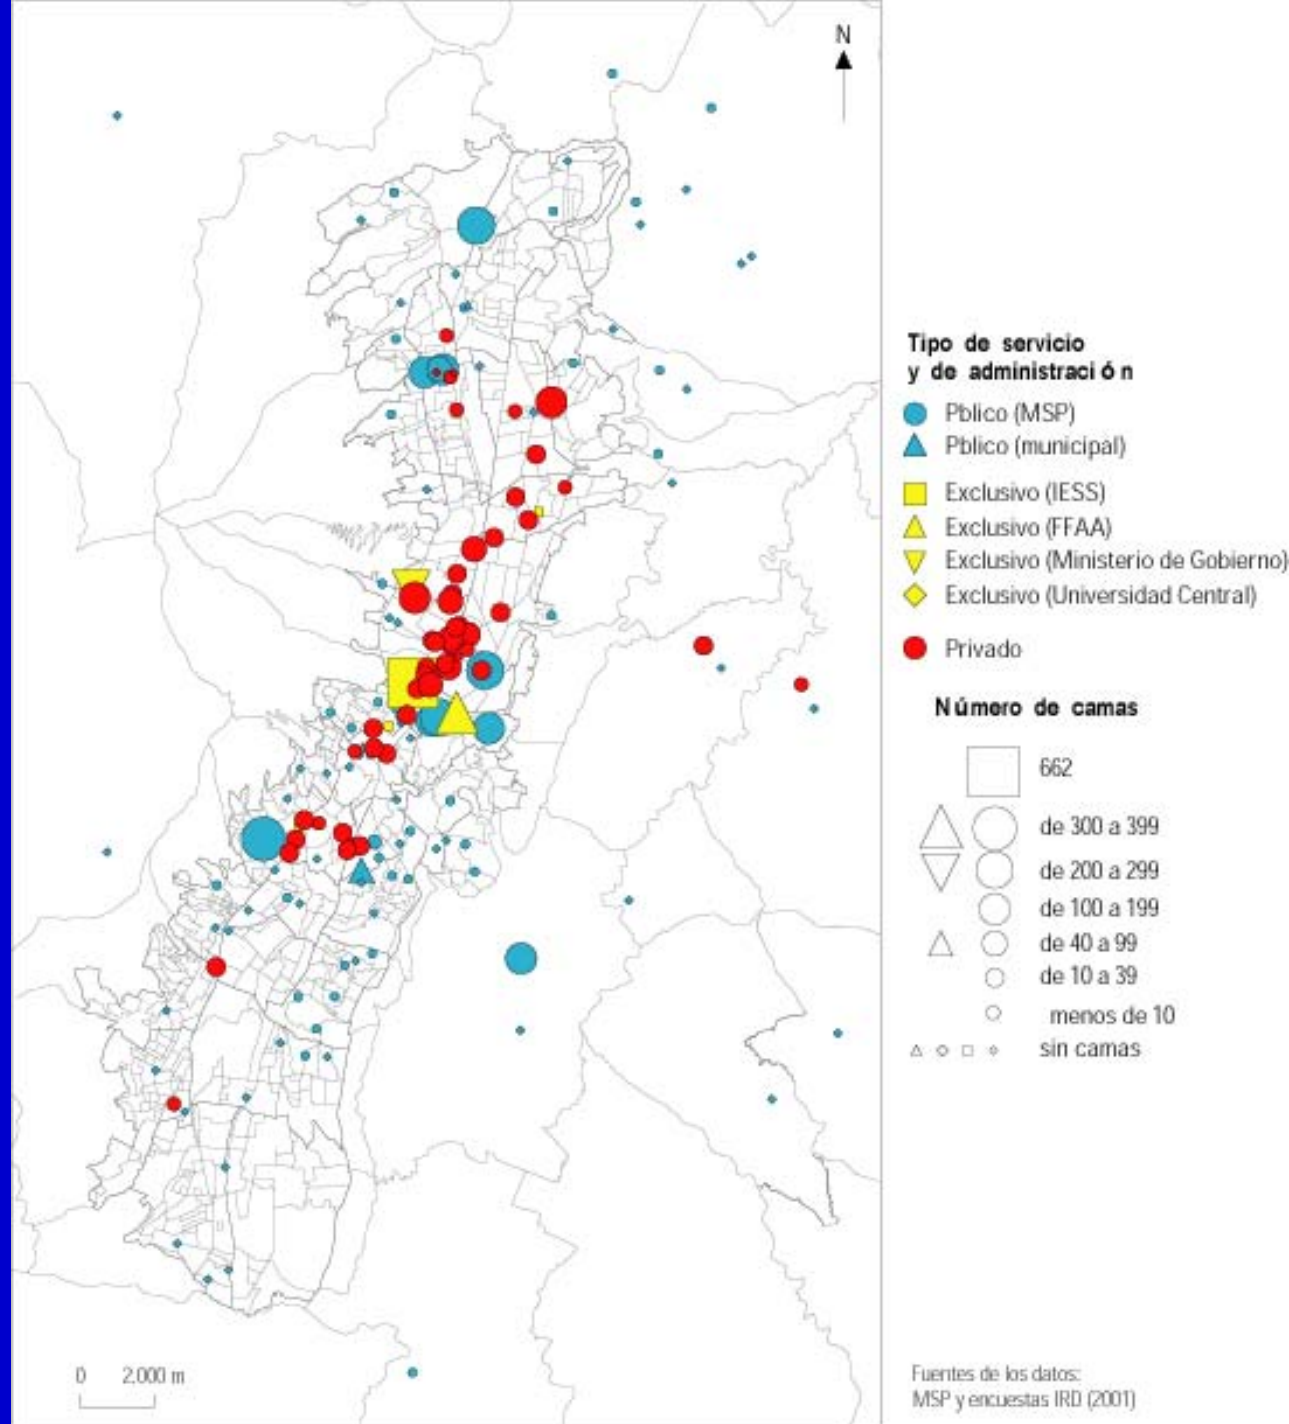 N
Tipo de servicio
y de administración
Pblico (MSP)
Pblico (municipal)
Exclusivo (IESS)
Exclusivo (FFAA)
Exclusivo (Ministerio de Gobierno)
Exclusivo (Universidad Central)
Privado
Número de camas
662
de 300 a 399
de 200 a 299
de 100 a 199
de 40 a 99
de 10 a 39
menos de 10
sin camas
0 2.000 m
Fuentes de los datos:
MSP y encuestas IRD (2001)